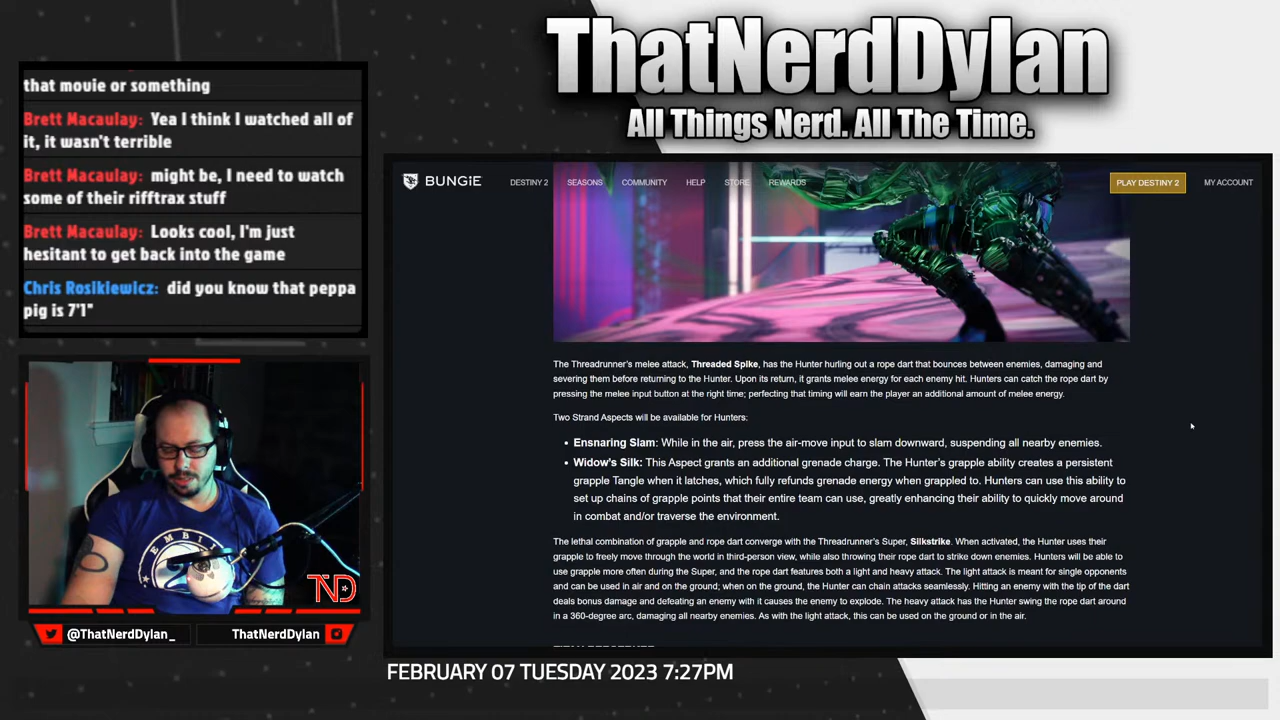 that movie or something
Brett Macaulay: Yea I think I watched all of
it, it wasn't terrible
Brett Macaulay: might be, I need to watch
some of their rifftrax stuff
Brett Macaulay: Looks cool, I'm just
hesitant to get back into the game
Chris Rosikiewicz: did you know that peppa
pig is 7'1"
ND
@ThatNerdDylan_
ThatNerdDylan
ThatNerdDylan
All Things Nerd. All The Time.
BUNGiE
DESTINY 2
SEASONS
COMMUNITY
HELP
STORE
REWARDS
PLAY DESTINY 2
MY ACCOUNT
The Threadrunner's melee attack, Threaded Spike, has the Hunter hurling out a rope dart that bounces between enemies, damaging and
severing them before returning to the Hunter. Upon its return, it grants melee energy for each enemy hit. Hunters can catch the rope dart by
pressing the melee input button at the right time; perfecting that timing will earn the player an additional amount of melee energy.
Two Strand Aspects will be available for Hunters:
• Ensnaring Slam: While in the air, press the air-move input to slam downward, suspending all nearby enemies.
• Widow's Silk: This Aspect grants an additional grenade charge. The Hunter's grapple ability creates a persistent
grapple Tangle when it latches, which fully refunds grenade energy when grappled to. Hunters can use this ability to
set up chains of grapple points that their entire team can use, greatly enhancing their ability to quickly move around
in combat and/or traverse the environment.
The lethal combination of grapple and rope dart converge with the Threadrunner's Super, Silkstrike. When activated, the Hunter uses their
grapple to freely move through the world in third-person view, while also throwing their rope dart to strike down enemies. Hunters will be able to
use grapple more often during the Super, and the rope dart features both a light and heavy attack. The light attack is meant for single opponents
and can be used in air and on the ground; when on the ground, the Hunter can chain attacks seamlessly. Hitting an enemy with the tip of the dart
deals bonus damage and defeating an enemy with it causes the enemy to explode. The heavy attack has the Hunter swing the rope dart around
in a 360-degree arc, damaging all nearby enemies. As with the light attack, this can be used on the ground or in the air.
FEBRUARY 07 TUESDAY 2023 7:27PM